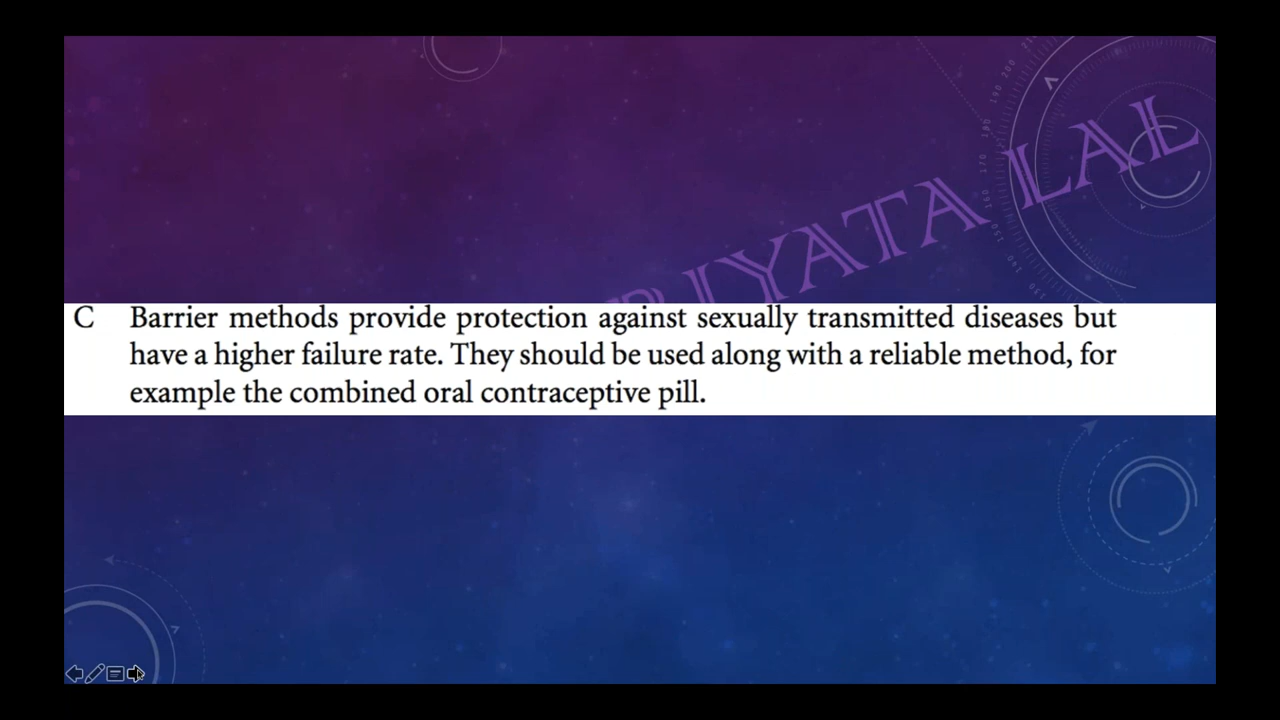 IYATA LAL
C Barrier methods provide protection against sexually transmitted diseases but
have a higher failure rate. They should be used along with a reliable method, for
example the combined oral contraceptive pill.